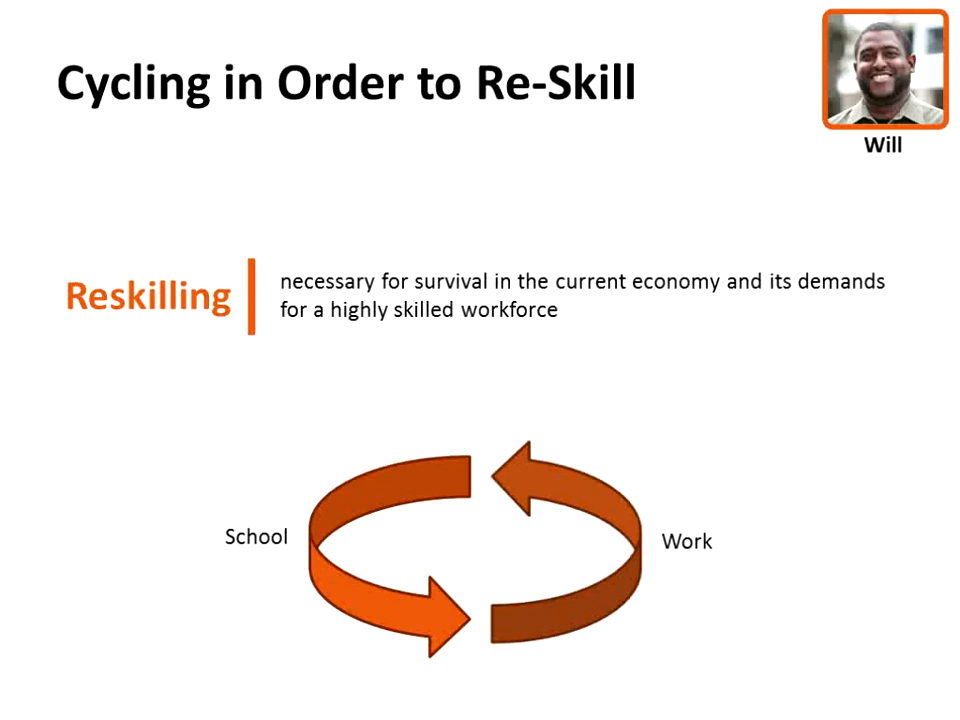 Cycling in Order to Re-Skill
Will
Reskilling
necessary for survival in the current economy and its demands
for a highly skilled workforce
School
Work